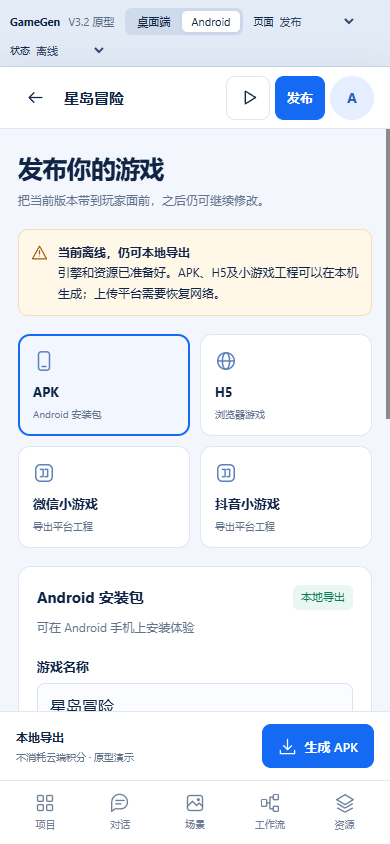 GameGen V3.2 原型 桌面端 Android 页面 发布
状态 离线
星岛冒险 发布 A
发布你的游戏
把当前版本带到玩家面前，之后仍可继续修改。
当前离线，仍可本地导出
引擎和资源已准备好。APK、H5及小游戏工程可以在本机
生成；上传平台需要恢复网络。
APK
Android 安装包
H5
浏览器游戏
微信小游戏
导出平台工程
抖音小游戏
导出平台工程
Android 安装包 本地导出
可在 Android 手机上安装体验
游戏名称
星岛冒险
本地导出
不消耗云端积分 · 原型演示
生成 APK
项目 对话 场景 工作流 资源